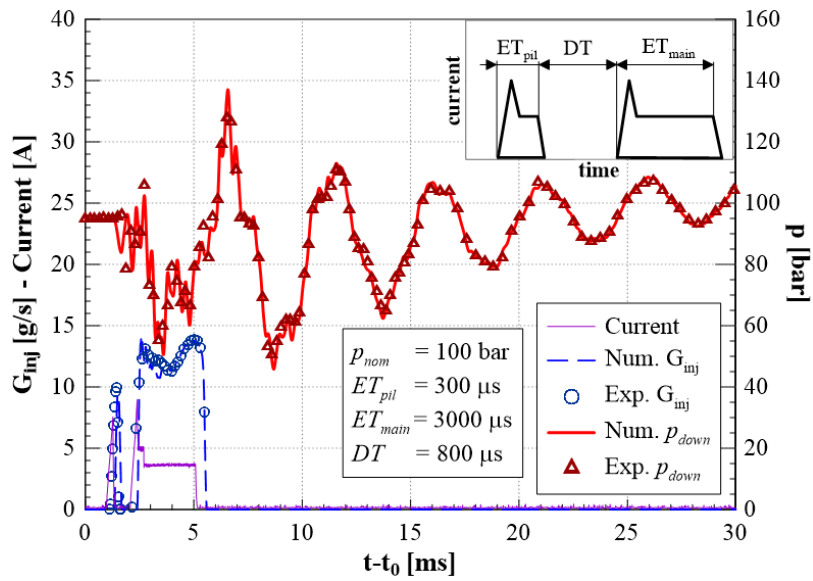 40
35
30
25
20
15
10
5
0
G_inj [g/s] - Current [A]
160
140
120
100
80
60
40
20
0
p [bar]
0 5 10 15 20 25 30
t-t_0 [ms]
ET_pil DT ET_main
current
time
p_nom = 100 bar
ET_pil = 300 µs
ET_main = 3000 µs
DT = 800 µs
Current
Num. G_inj
Exp. G_inj
Num. p_down
Exp. p_down